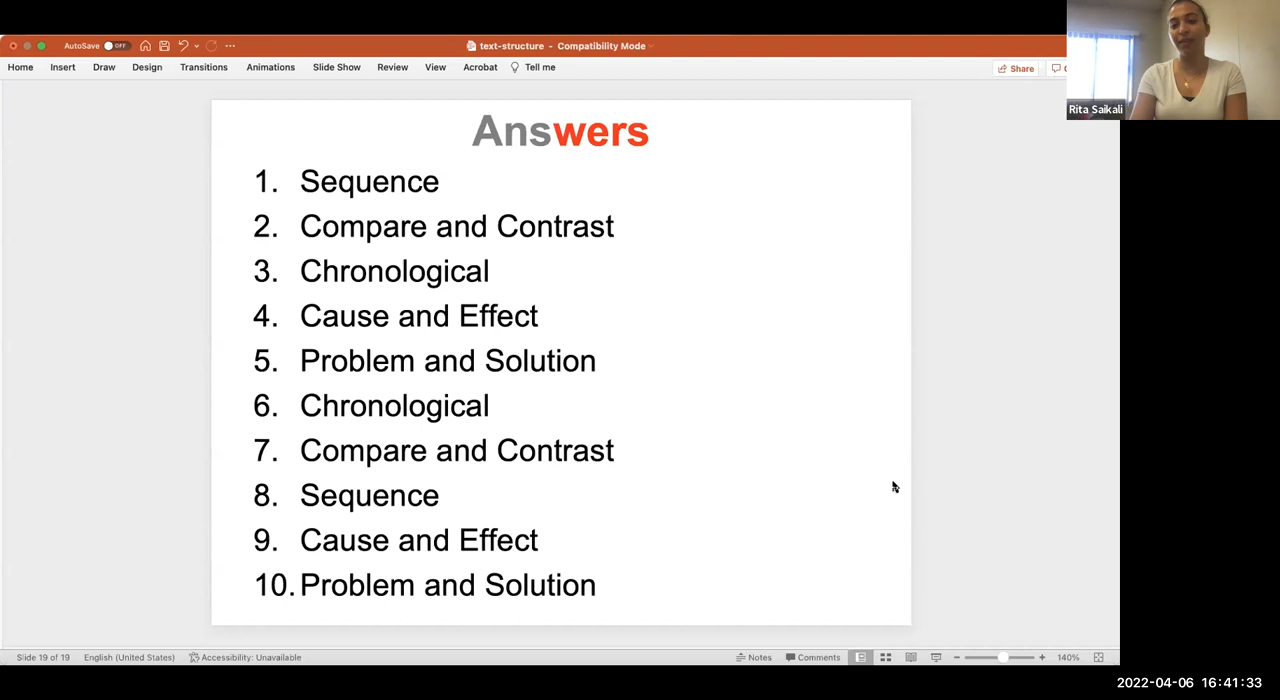 AutoSave OFF
text-structure - Compatibility Mode
Home Insert Draw Design Transitions Animations Slide Show Review View Acrobat Tell me
Share
Rita Saikali
Answers
1. Sequence
2. Compare and Contrast
3. Chronological
4. Cause and Effect
5. Problem and Solution
6. Chronological
7. Compare and Contrast
8. Sequence
9. Cause and Effect
10. Problem and Solution
Slide 19 of 19 English (United States) Accessibility: Unavailable Notes Comments 140%
2022-04-06 16:41:33